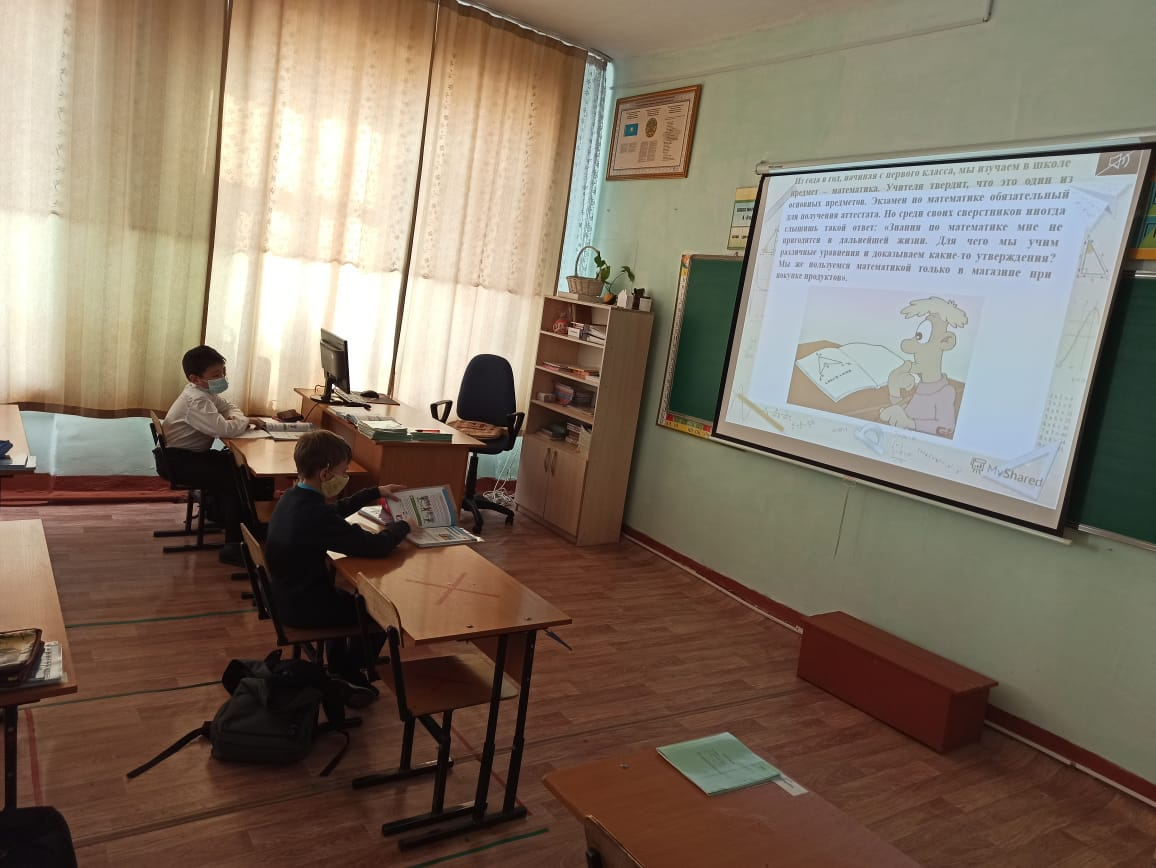 Из года в год, начиная с первого класса, мы изучаем в школе
предмет – математика. Учителя твердят, что это один из
основных предметов. Экзамен по математике обязательный
для получения аттестата. Но среди своих сверстников иногда
слышишь такой ответ: «Знания по математике мне не
пригодятся в дальнейшей жизни. Для чего мы учим
различные уравнения и доказываем какие-то утверждения?
Мы же пользуемся математикой только в магазине при
покупке продуктов».
MyShared